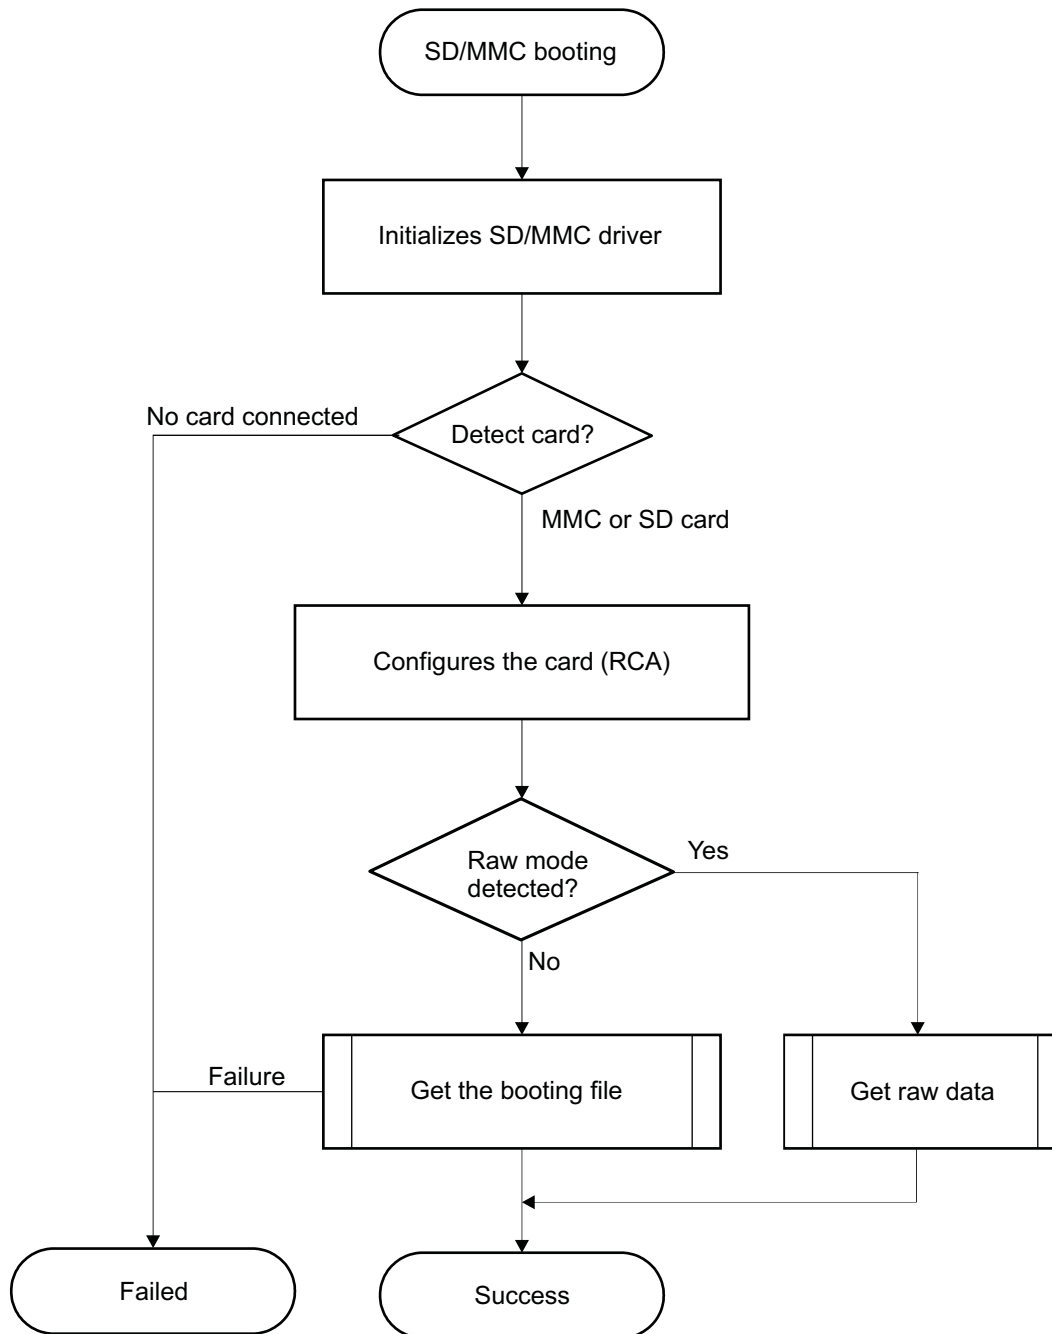 SD/MMC booting
Initializes SD/MMC driver
No card connected
Detect card?
MMC or SD card
Configures the card (RCA)
Raw mode
detected?
Yes
No
Failure
Get the booting file
Get raw data
Failed
Success